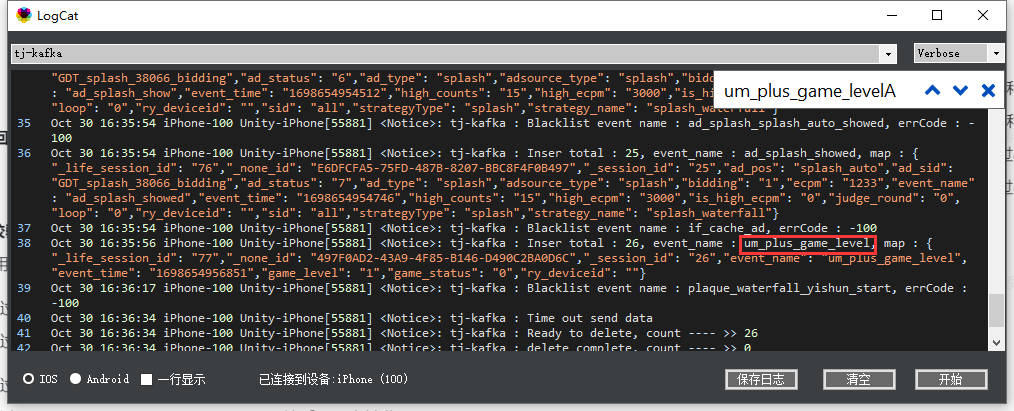 LogCat
tj-kafka
Verbose
um_plus_game_levelA
"GDT_splash_38066_bidding","ad_status": "6","ad_type": "splash","adsource_type": "splash","bidd
: "ad_splash_show","event_time": "1698654954512","high_counts": "15","high_ecpm": "3000","is_hig
"loop": "0","ry_deviceid": "","sid": "all","strategyType": "splash","strategy_name": "splash_waterfall"}
35 Oct 30 16:35:54 iPhone-100 Unity-iPhone[55881] <Notice>: tj-kafka : Blacklist event name : ad_splash_splash_auto_showed, errCode : -
100
36 Oct 30 16:35:54 iPhone-100 Unity-iPhone[55881] <Notice>: tj-kafka : Inser total : 25, event_name : ad_splash_showed, map : {
"_life_session_id": "76","_none_id": "E6DFCFA5-75FD-487B-8207-BBC8F4F0B497","_session_id": "25","ad_pos": "splash_auto","ad_sid":
"GDT_splash_38066_bidding","ad_status": "7","ad_type": "splash","adsource_type": "splash","bidding": "1","ecpm": "1233","event_name"
: "ad_splash_showed","event_time": "1698654954746","high_counts": "15","high_ecpm": "3000","is_high_ecpm": "0","judge_round": "0",
"loop": "0","ry_deviceid": "","sid": "all","strategyType": "splash","strategy_name": "splash_waterfall"}
37 Oct 30 16:35:54 iPhone-100 Unity-iPhone[55881] <Notice>: tj-kafka : Blacklist event name : if_cache_ad, errCode : -100
38 Oct 30 16:35:56 iPhone-100 Unity-iPhone[55881] <Notice>: tj-kafka : Inser total : 26, event_name : um_plus_game_level, map : {
"_life_session_id": "77","_none_id": "497F0AD2-43A9-4F85-B146-D490C2BA0D6C","_session_id": "26","event_name": "um_plus_game_level",
"event_time": "1698654956851","game_level": "1","game_status": "0","ry_deviceid": ""}
39 Oct 30 16:36:17 iPhone-100 Unity-iPhone[55881] <Notice>: tj-kafka : Blacklist event name : plaque_waterfall_yishun_start, errCode :
-100
40 Oct 30 16:36:34 iPhone-100 Unity-iPhone[55881] <Notice>: tj-kafka : Time out send data
41 Oct 30 16:36:34 iPhone-100 Unity-iPhone[55881] <Notice>: tj-kafka : Ready to delete, count ---- >> 26
42 Oct 30 16:36:34 iPhone-100 Unity-iPhone[55881] <Notice>: tj-kafka : delete complete, count ---- >> 0
IOS Android 一行显示 已连接到设备:iPhone (100) 保存日志 清空 开始